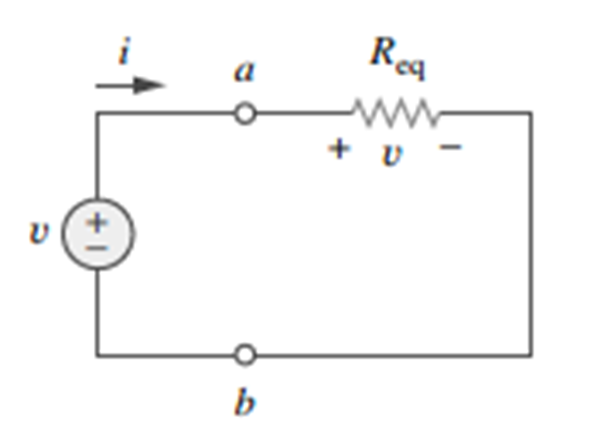 i
a
R_eq
+ v −
v
+
−
b